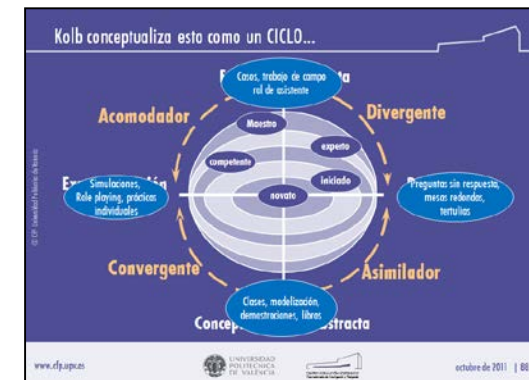 Kolb conceptualiza esto como un CICLO...
Casos, trabajo de campo
rol de asistente
Acomodador
Divergente
Maestro
experto
competente
iniciado
novato
Simulaciones,
Role playing, prácticas
individuales
Preguntas sin respuesta,
mesas redondas,
tertulias
Convergente
Asimilador
Clases, modelización,
demostraciones, libros
www.cfp.upv.es
UNIVERSIDAD
POLITECNICA
DE VALENCIA
octubre de 2011